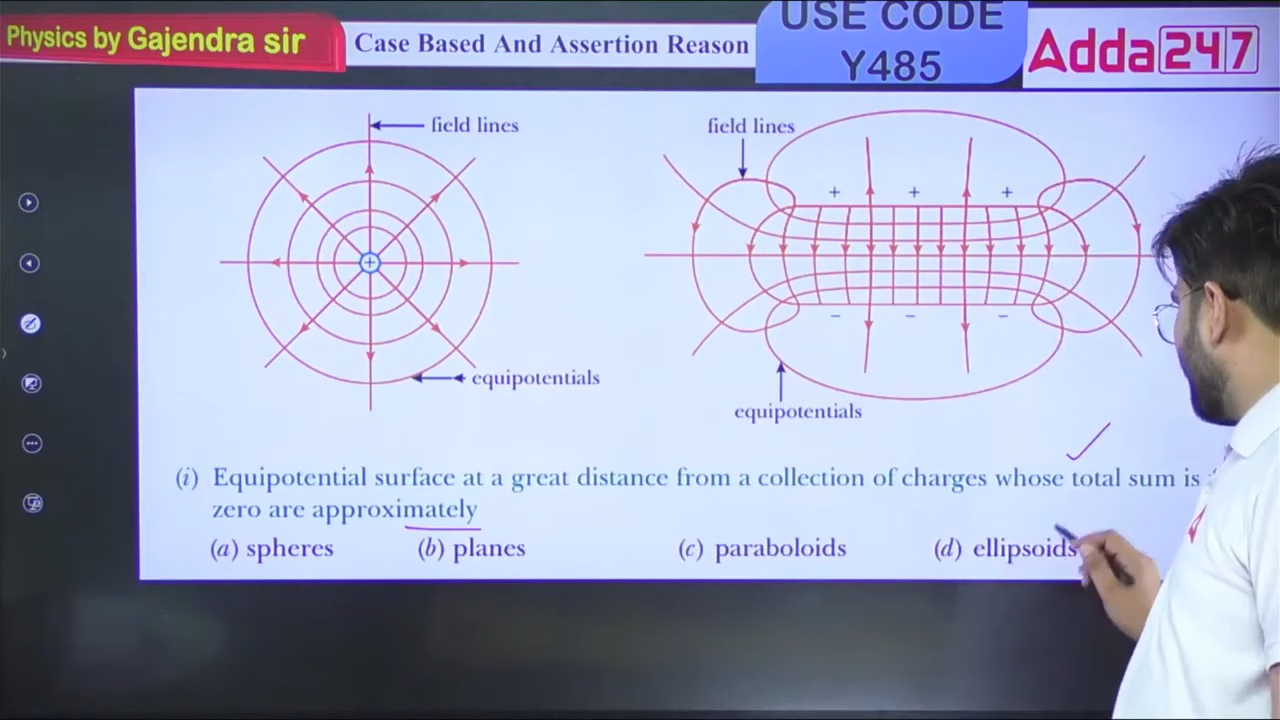 Physics by Gajendra sir
Case Based And Assertion Reason
USE CODE
Y485
Adda247
field lines
equipotentials
+
field lines
+ + +
− − −
equipotentials
(i) Equipotential surface at a great distance from a collection of charges whose total sum is
zero are approximately
(a) spheres (b) planes (c) paraboloids (d) ellipsoids